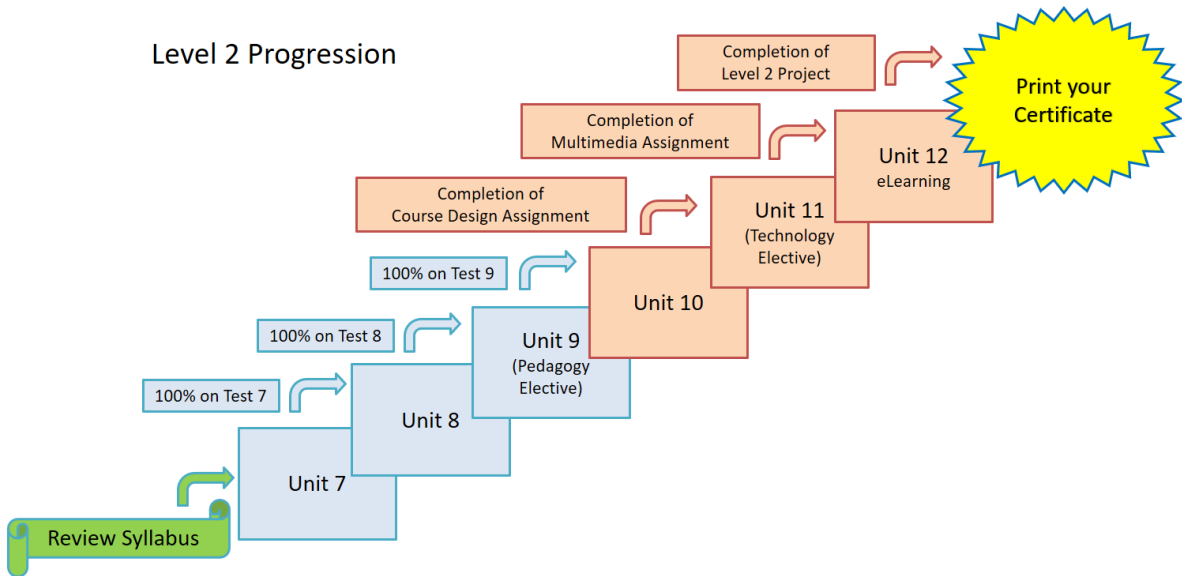 Level 2 Progression
Completion of
Level 2 Project
Print your
Certificate
Completion of
Multimedia Assignment
Unit 12
eLearning
Completion of
Course Design Assignment
Unit 11
(Technology
Elective)
100% on Test 9
Unit 10
100% on Test 8
Unit 9
(Pedagogy
Elective)
100% on Test 7
Unit 8
Unit 7
Review Syllabus